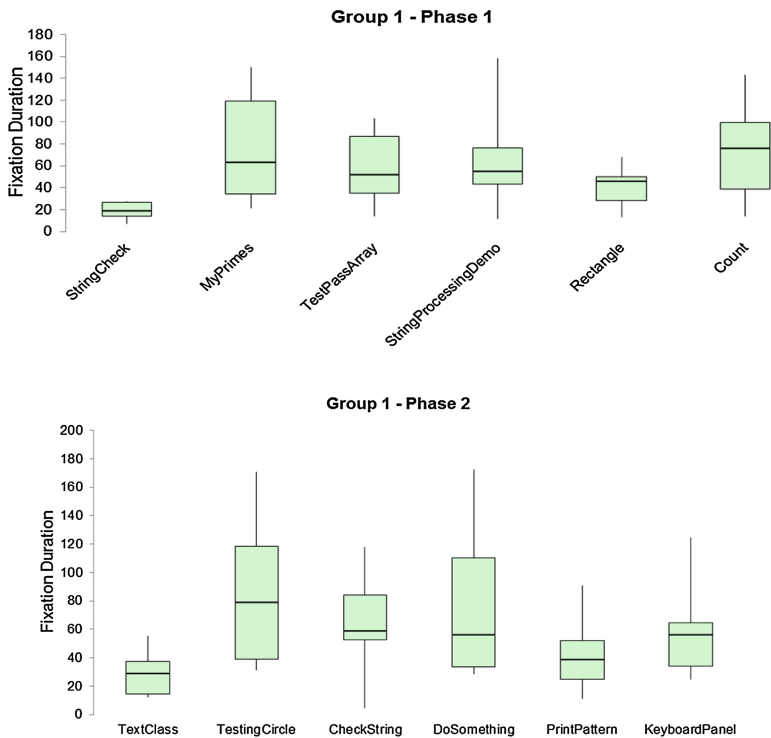 Group 1 - Phase 1
180
160
140
120
100
80
60
40
20
0
Fixation Duration
StringCheck
MyPrimes
TestPassArray
StringProcessingDemo
Rectangle
Count
Group 1 - Phase 2
200
180
160
140
120
100
80
60
40
20
0
Fixation Duration
TextClass TestingCircle CheckString DoSomething PrintPattern KeyboardPanel